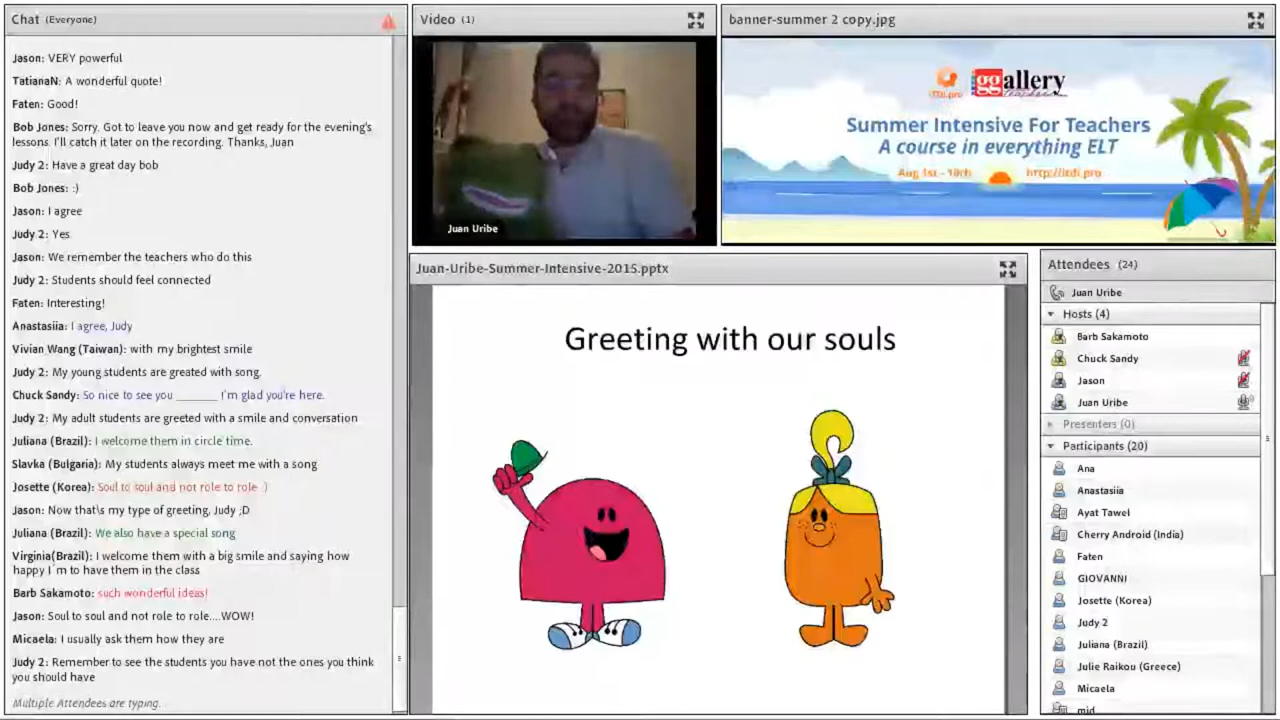 Chat (Everyone)
Jason: VERY powerful
TatianaN: A wonderful quote!
Faten: Good!
Bob Jones: Sorry. Got to leave you now and get ready for the evening's
lessons. I'll catch it later on the recording. Thanks, Juan
Judy 2: Have a great day bob
Bob Jones: :)
Jason: I agree
Judy 2: Yes
Jason: We remember the teachers who do this
Judy 2: Students should feel connected
Faten: Interesting!
Anastasiia: I agree, Judy
Vivian Wang (Taiwan): with my brightest smile
Judy 2: My young students are greated with song.
Chuck Sandy: So nice to see you ______ I'm glad you're here.
Judy 2: My adult students are greeted with a smile and conversation
Juliana (Brazil): I welcome them in circle time.
Slavka (Bulgaria): My students always meet me with a song
Josette (Korea): Soul to soul and not role to role :)
Jason: Now that\s my type of greeting, Judy ;D
Juliana (Brazil): We also have a special song
Virginia(Brazil): I welcome them with a big smile and saying how
happy I´m to have them in the class
Barb Sakamoto: such wonderful ideas!
Jason: Soul to soul and not role to role....WOW!
Micaela: I usually ask them how they are
Judy 2: Remember to see the students you have not the ones you think
you should have
Multiple Attendees are typing.
Video (1)
Juan Uribe
banner-summer 2 copy.jpg
iTDi.pro ggallery
teachers
Summer Intensive For Teachers
A course in everything ELT
Aug 1st - 10th http://itdi.pro
Juan-Uribe-Summer-Intensive-2015.pptx
Greeting with our souls
Attendees (24)
Juan Uribe
Hosts (4)
Barb Sakamoto
Chuck Sandy
Jason
Juan Uribe
Presenters (0)
Participants (20)
Ana
Anastasiia
Ayat Tawel
Cherry Android (India)
Faten
GIOVANNI
Josette (Korea)
Judy 2
Juliana (Brazil)
Julie Raikou (Greece)
Micaela
mjd